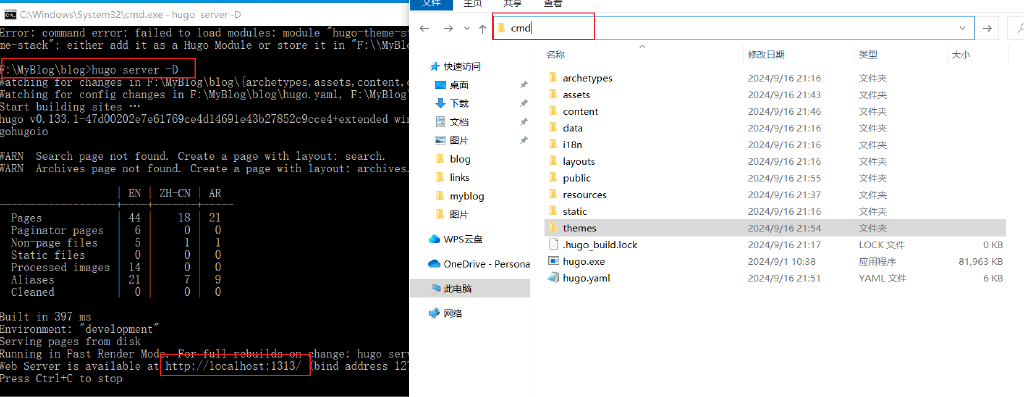 C:\Windows\System32\cmd.exe - hugo server -D
Error: command error: failed to load modules: module "hugo-theme-s
me-stack"; either add it as a Hugo Module or store it in "F:\\MyBlo
F:\MyBlog\blog>hugo server -D
Watching for changes in F:\MyBlog\blog\{archetypes,assets,content,
Watching for config changes in F:\MyBlog\blog\hugo.yaml, F:\MyBlog
Start building sites …
hugo v0.133.1-47d00202e7e61769ce4d14691e43b27852c9cce4+extended win
gohugoio
WARN  Search page not found. Create a page with layout: search.
WARN  Archives page not found. Create a page with layout: archives.
| EN | ZH-CN | AR
Pages | 44 | 18 | 21
Paginator pages | 6 | 0 | 0
Non-page files | 5 | 1 | 1
Static files | 0 | 0 | 0
Processed images | 14 | 0 | 0
Aliases | 21 | 7 | 9
Cleaned | 0 | 0 | 0
Built in 397 ms
Environment: "development"
Serving pages from disk
Running in Fast Render Mode. For full rebuilds on change: hugo serv
Web Server is available at http://localhost:1313/ (bind address 127
Press Ctrl+C to stop
文件 主页 共享 查看
cmd
快速访问
桌面
下载
文档
图片
blog
links
myblog
图片
WPS云盘
OneDrive - Persona
此电脑
网络
名称 修改日期 类型 大小
archetypes 2024/9/16 21:16 文件夹
assets 2024/9/16 21:43 文件夹
content 2024/9/16 21:46 文件夹
data 2024/9/16 21:16 文件夹
i18n 2024/9/16 21:16 文件夹
layouts 2024/9/16 21:16 文件夹
public 2024/9/16 21:55 文件夹
resources 2024/9/16 21:37 文件夹
static 2024/9/16 21:16 文件夹
themes 2024/9/16 21:54 文件夹
.hugo_build.lock 2024/9/16 21:17 LOCK 文件 0 KB
hugo.exe 2024/9/1 10:38 应用程序 81,963 KB
hugo.yaml 2024/9/16 21:51 YAML 文件 6 KB